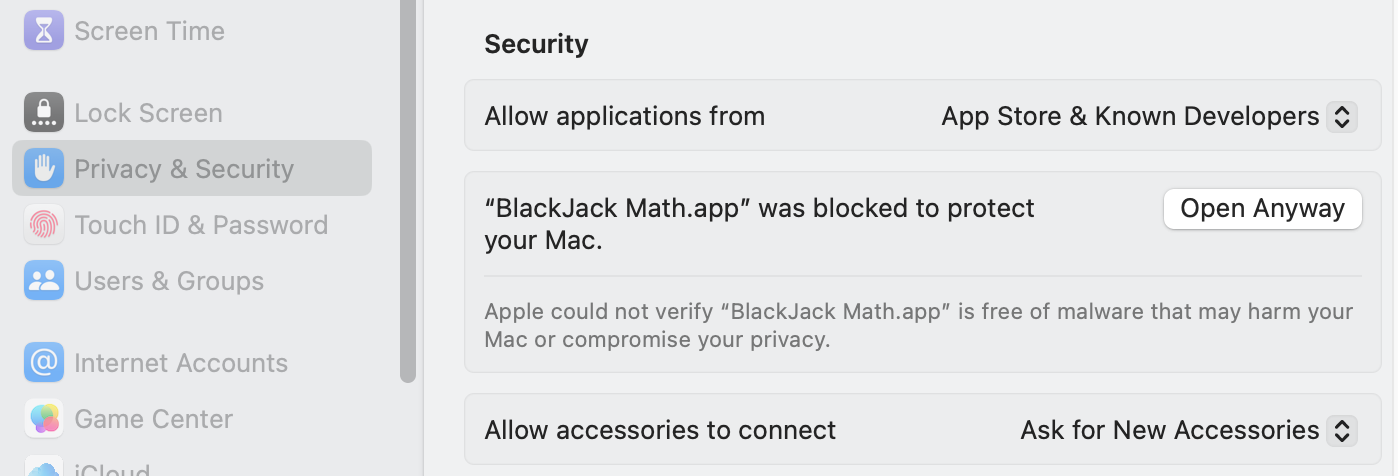 Screen Time
Lock Screen
Privacy & Security
Touch ID & Password
Users & Groups
Internet Accounts
Game Center
iCloud
Security
Allow applications from
App Store & Known Developers
“BlackJack Math.app” was blocked to protect
your Mac.
Open Anyway
Apple could not verify “BlackJack Math.app” is free of malware that may harm your
Mac or compromise your privacy.
Allow accessories to connect
Ask for New Accessories